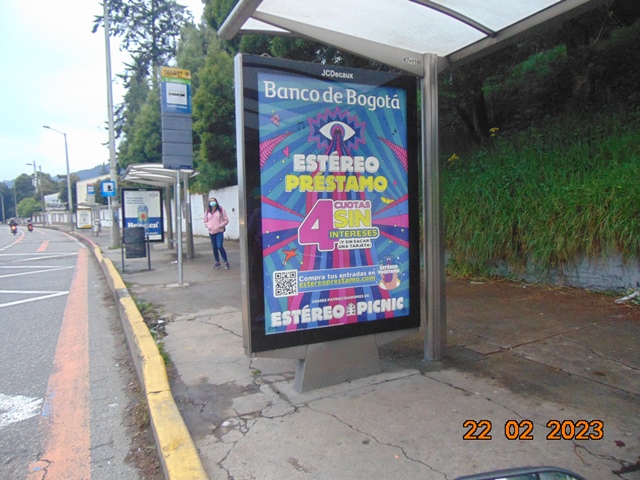 JCDecaux
Banco de Bogotá
ESTÉREO
PRÉSTAMO
4 CUOTAS
SIN
INTERESES
Y SIN SACAR
UNA TARJETA
Compra tus entradas en
estereoprestamo.com
SOMOS PATROCINADORES DE
ESTÉREO PICNIC
Heineken
22 02 2023